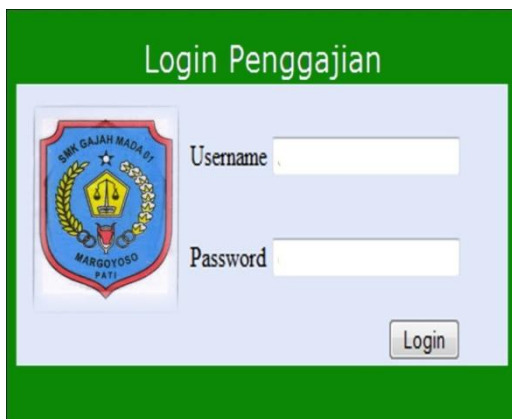 Login Penggajian
SMK GAJAH MADA 01
Username
MARGOYOSO
PATI
Password
Login